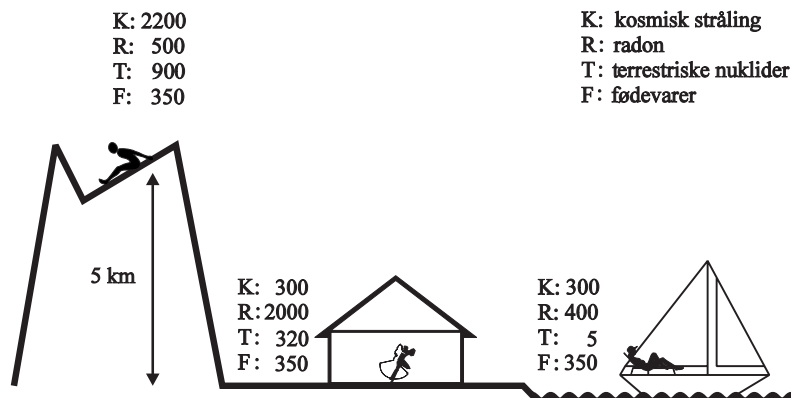 K: 2200
R: 500
T: 900
F: 350
K: kosmisk stråling
R: radon
T: terrestriske nuklider
F: fødevarer
5 km
K: 300
R: 2000
T: 320
F: 350
K: 300
R: 400
T: 5
F: 350